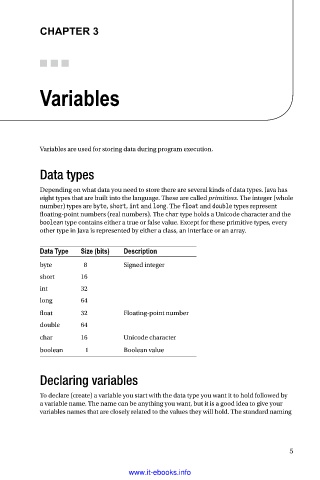 CHAPTER 3
Variables
Variables are used for storing data during program execution.
Data types
Depending on what data you need to store there are several kinds of data types. Java has
eight types that are built into the language. These are called primitives. The integer (whole
number) types are byte, short, int and long. The float and double types represent
floating-point numbers (real numbers). The char type holds a Unicode character and the
boolean type contains either a true or false value. Except for these primitive types, every
other type in Java is represented by either a class, an interface or an array.
Data Type Size (bits) Description
byte 8 Signed integer
short 16
int 32
long 64
float 32 Floating-point number
double 64
char 16 Unicode character
boolean 1 Boolean value
Declaring variables
To declare (create) a variable you start with the data type you want it to hold followed by
a variable name. The name can be anything you want, but it is a good idea to give your
variables names that are closely related to the values they will hold. The standard naming
5
www.it-ebooks.info